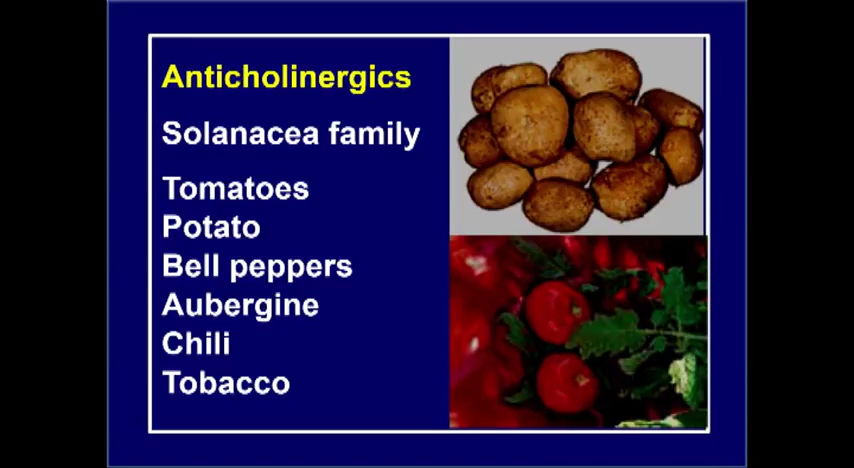 Anticholinergics
Solanacea family
Tomatoes
Potato
Bell peppers
Aubergine
Chili
Tobacco